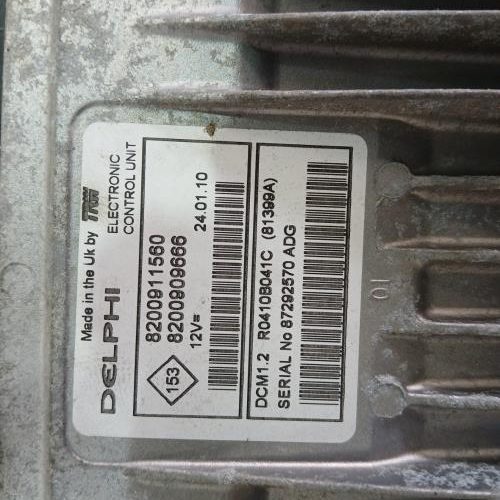 Made in the Uk by TRW
DELPHI
ELECTRONIC
CONTROL UNIT
153
8200911560
8200909666
12V= 24.01.10
DCM1.2 R0410B041C (81399A)
SERIAL No 87292570 ADG
10